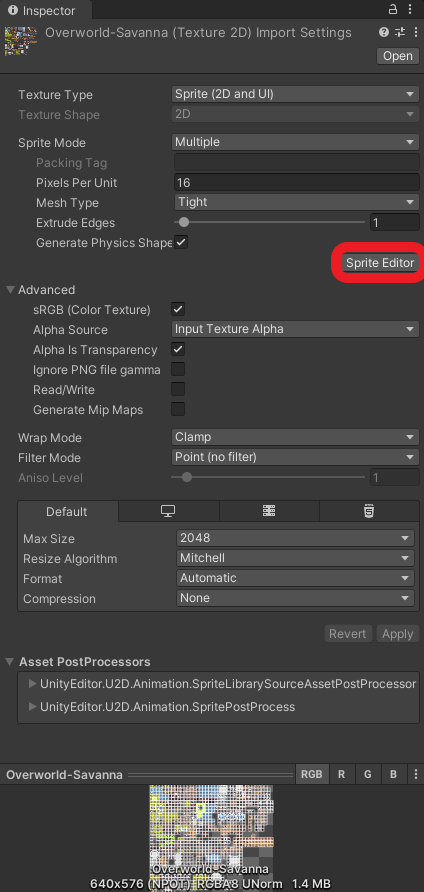 Inspector
Overworld-Savanna (Texture 2D) Import Settings
Open
Texture Type Sprite (2D and UI)
Texture Shape 2D
Sprite Mode Multiple
Packing Tag
Pixels Per Unit 16
Mesh Type Tight
Extrude Edges 1
Generate Physics Shape
Sprite Editor
Advanced
sRGB (Color Texture)
Alpha Source Input Texture Alpha
Alpha Is Transparency
Ignore PNG file gamma
Read/Write
Generate Mip Maps
Wrap Mode Clamp
Filter Mode Point (no filter)
Aniso Level 1
Default
Max Size 2048
Resize Algorithm Mitchell
Format Automatic
Compression None
Revert Apply
Asset PostProcessors
UnityEditor.U2D.Animation.SpriteLibrarySourceAssetPostProcessor
UnityEditor.U2D.Animation.SpritePostProcess
Overworld-Savanna RGB R G B
Overworld-Savanna
640x576 (NPOT) RGBA8 UNorm 1.4 MB